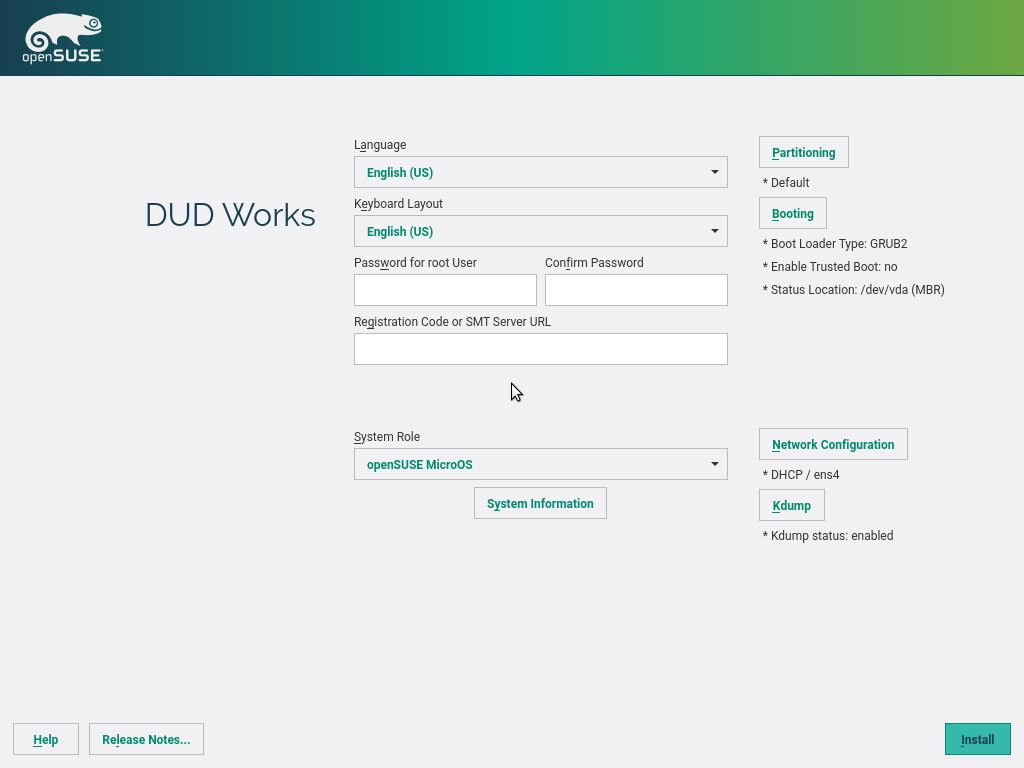 openSUSE
DUD Works
Language
English (US)
Keyboard Layout
English (US)
Password for root User
Confirm Password
Registration Code or SMT Server URL
System Role
openSUSE MicroOS
System Information
Partitioning
* Default
Booting
* Boot Loader Type: GRUB2
* Enable Trusted Boot: no
* Status Location: /dev/vda (MBR)
Network Configuration
* DHCP / ens4
Kdump
* Kdump status: enabled
Help
Release Notes...
Install